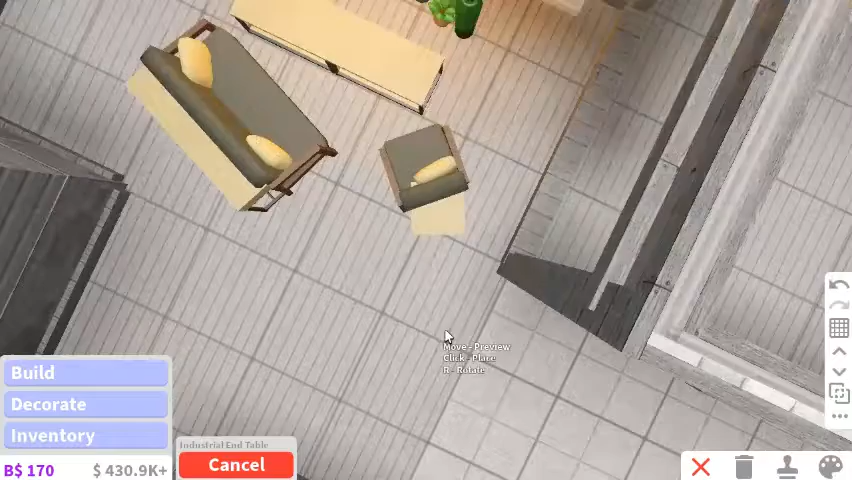 Move - Preview
Click - Place
R - Rotate
Build
Decorate
Inventory
Industrial End Table
Cancel
B$ 170
$ 430.9K+